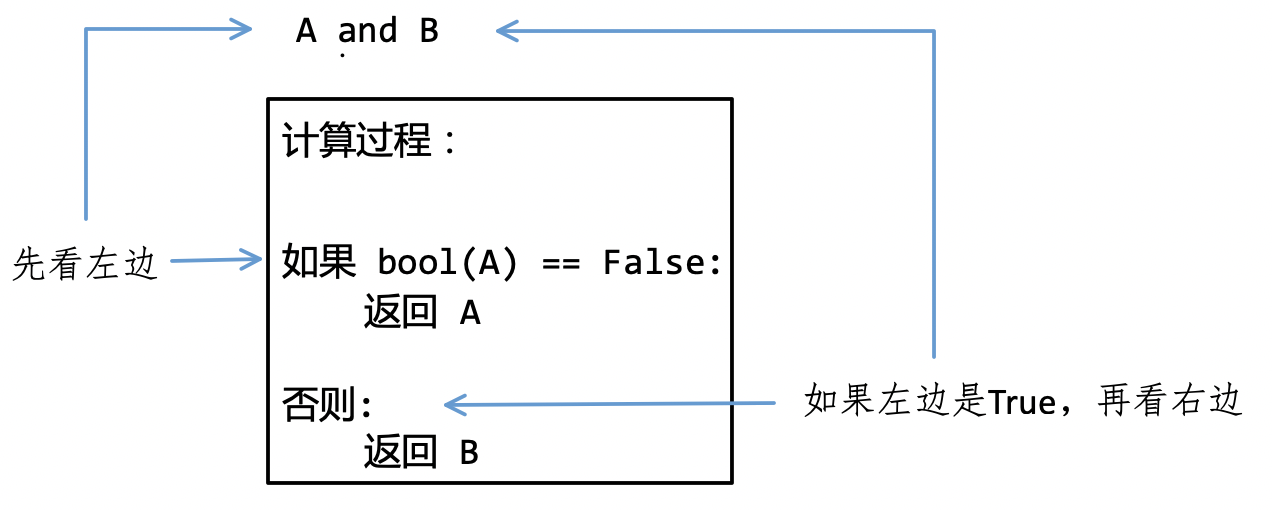 A and B
计算过程：
先看左边
如果 bool(A) == False:
返回 A
否则:
如果左边是True，再看右边
返回 B